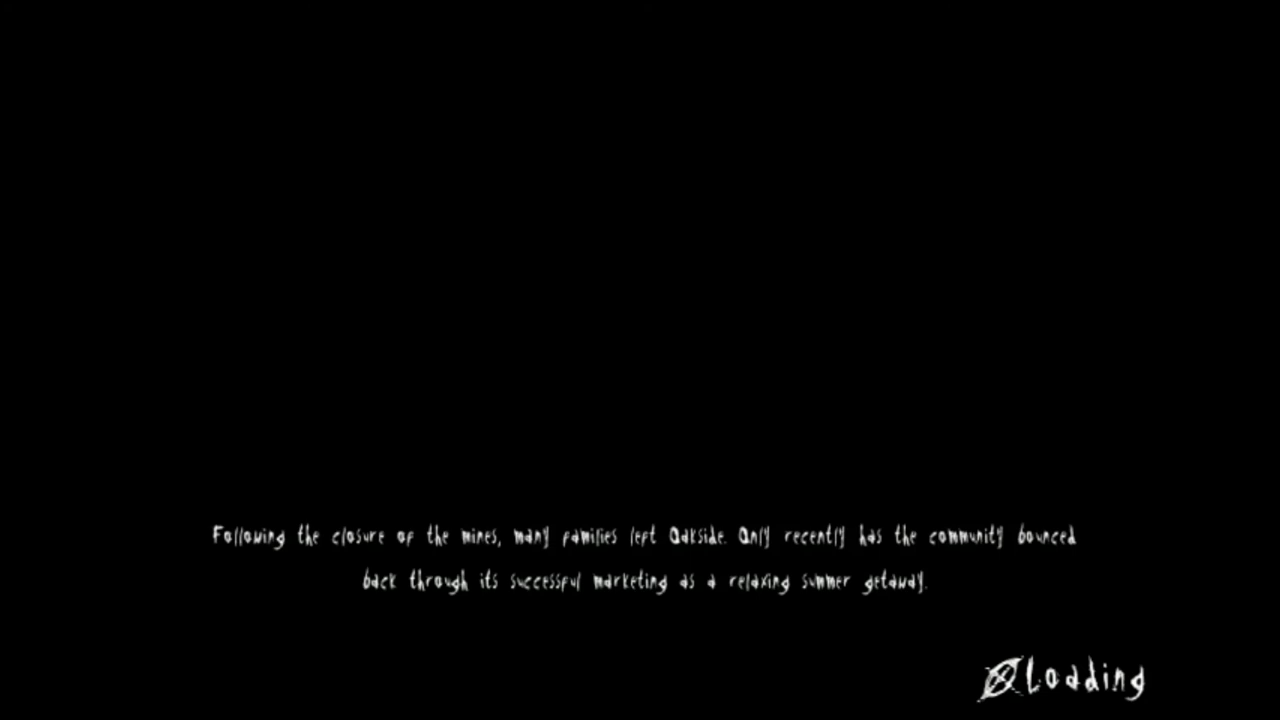 Following the closure of the mines, many families left Oakside. Only recently has the community bounced
back through its successful marketing as a relaxing summer getaway.
Loading